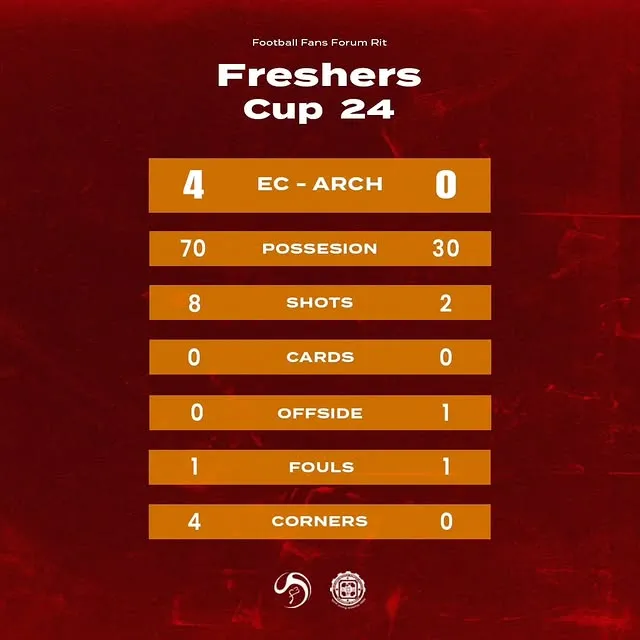 Football Fans Forum Rit
Freshers
Cup 24
4 EC - ARCH 0
70 POSSESION 30
8 SHOTS 2
0 CARDS 0
0 OFFSIDE 1
1 FOULS 1
4 CORNERS 0